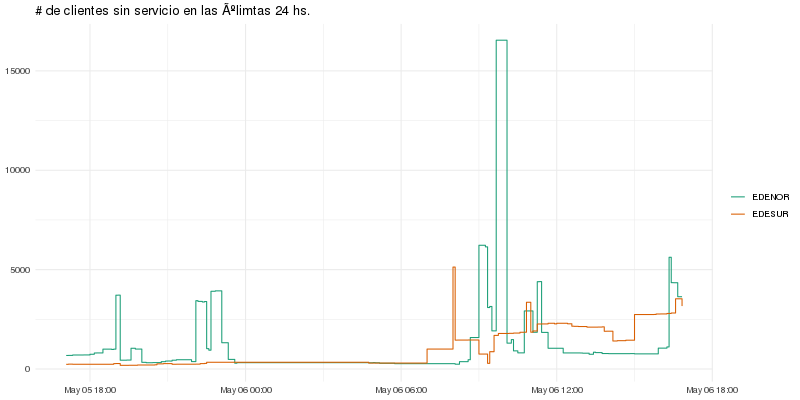 # de clientes sin servicio en las Ãºlimtas 24 hs.
15000
10000
5000
0
May 05 18:00
May 06 00:00
May 06 06:00
May 06 12:00
May 06 18:00
EDENOR
EDESUR